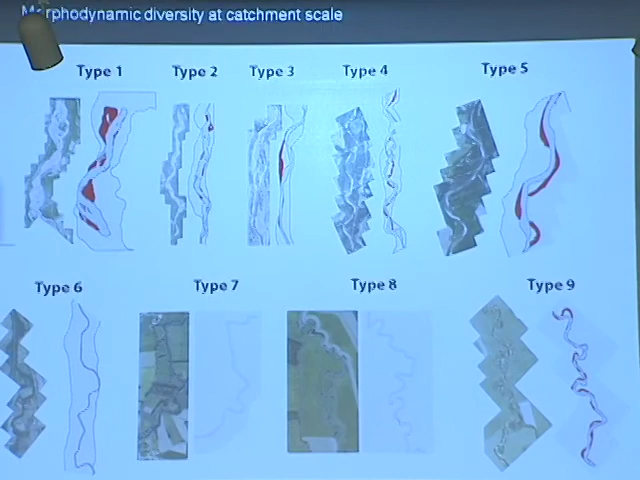 Morphodynamic diversity at catchment scale
Type 1 Type 2 Type 3 Type 4 Type 5
Type 6 Type 7 Type 8 Type 9